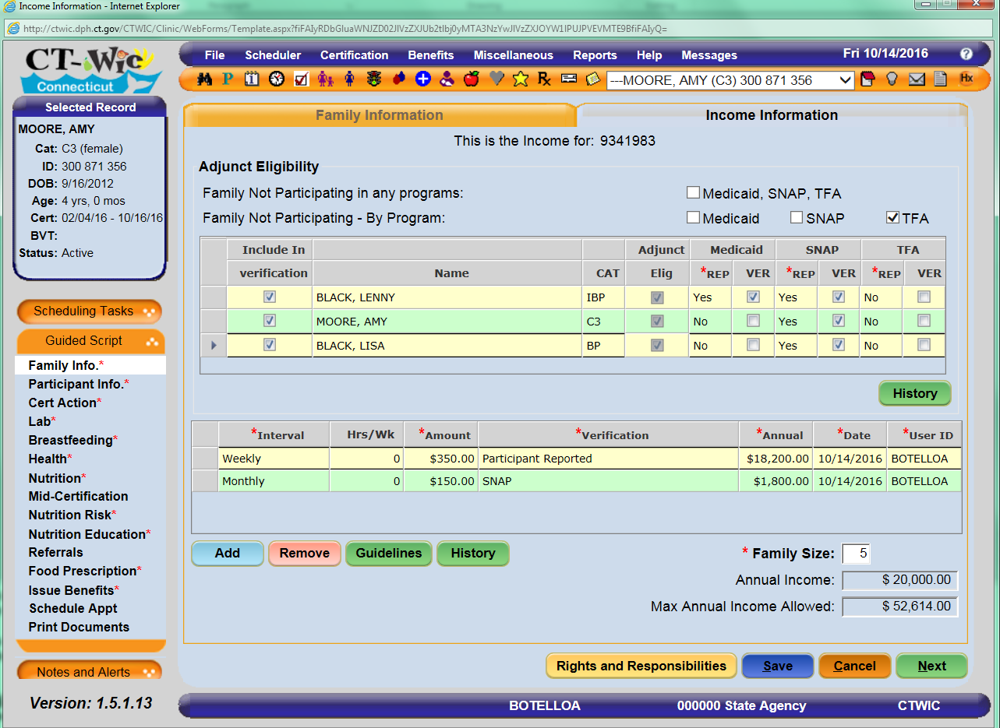 Income Information - Internet Explorer
http://ctwic.dph.ct.gov/CTWIC/Clinic/WebForms/Template.aspx?
CT-Wic
Connecticut
File Scheduler Certification Benefits Miscellaneous Reports Help Messages Fri 10/14/2016 ?
P 1 Rx ---MOORE, AMY (C3) 300 871 356 Hx
Selected Record
MOORE, AMY
Cat: C3 (female)
ID: 300 871 356
DOB: 9/16/2012
Age: 4 yrs, 0 mos
Cert: 02/04/16 - 10/16/16
BVT:
Status: Active
Scheduling Tasks
Guided Script
Family Info.*
Participant Info.*
Cert Action*
Lab*
Breastfeeding*
Health*
Nutrition*
Mid-Certification
Nutrition Risk*
Nutrition Education*
Referrals
Food Prescription*
Issue Benefits*
Schedule Appt
Print Documents
Notes and Alerts
Version: 1.5.1.13
Family Information Income Information
This is the Income for: 9341983
Adjunct Eligibility
Family Not Participating in any programs: Medicaid, SNAP, TFA
Family Not Participating - By Program: Medicaid SNAP TFA
Include In Adjunct Medicaid SNAP TFA
verification Name CAT Elig *REP VER *REP VER *REP VER
BLACK, LENNY IBP Yes Yes No
MOORE, AMY C3 No Yes No
BLACK, LISA BP No Yes No
History
*Interval Hrs/Wk *Amount *Verification *Annual *Date *User ID
Weekly 0 $350.00 Participant Reported $18,200.00 10/14/2016 BOTELLOA
Monthly 0 $150.00 SNAP $1,800.00 10/14/2016 BOTELLOA
Add Remove Guidelines History
* Family Size: 5
Annual Income: $ 20,000.00
Max Annual Income Allowed: $ 52,614.00
Rights and Responsibilities Save Cancel Next
BOTELLOA 000000 State Agency CTWIC